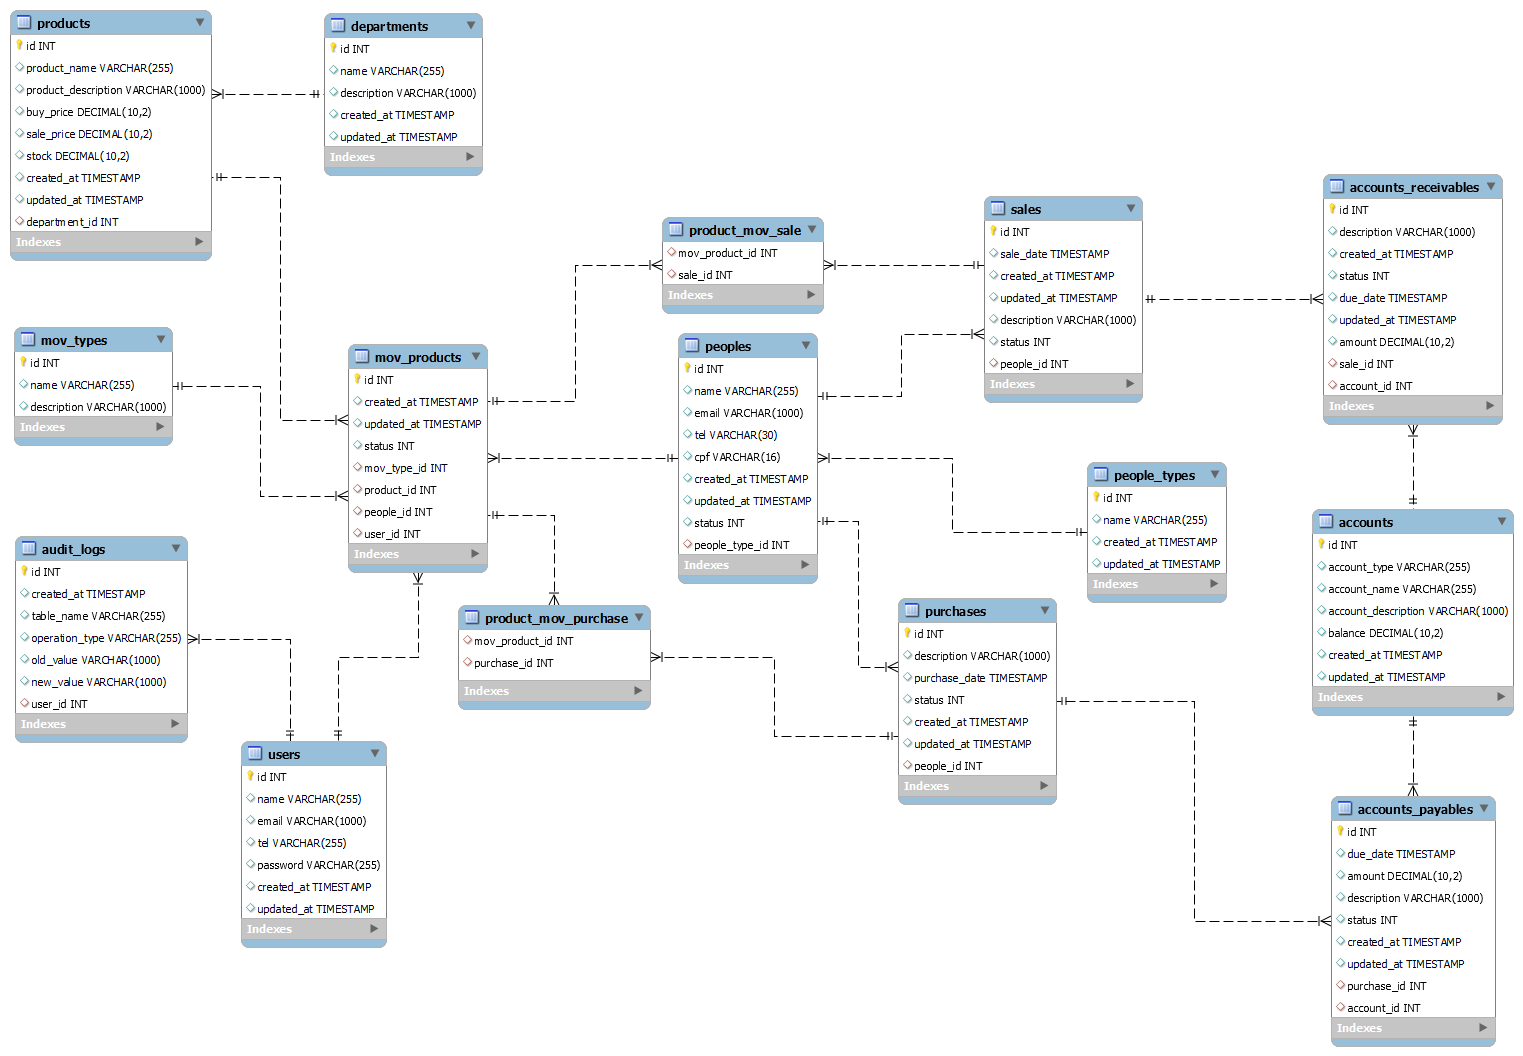 products
id INT
product_name VARCHAR(255)
product_description VARCHAR(1000)
buy_price DECIMAL(10,2)
sale_price DECIMAL(10,2)
stock DECIMAL(10,2)
created_at TIMESTAMP
updated_at TIMESTAMP
department_id INT
Indexes
departments
id INT
name VARCHAR(255)
description VARCHAR(1000)
created_at TIMESTAMP
updated_at TIMESTAMP
Indexes
product_mov_sale
mov_product_id INT
sale_id INT
Indexes
sales
id INT
sale_date TIMESTAMP
created_at TIMESTAMP
updated_at TIMESTAMP
description VARCHAR(1000)
status INT
people_id INT
Indexes
accounts_receivables
id INT
description VARCHAR(1000)
created_at TIMESTAMP
status INT
due_date TIMESTAMP
updated_at TIMESTAMP
amount DECIMAL(10,2)
sale_id INT
account_id INT
Indexes
mov_types
id INT
name VARCHAR(255)
description VARCHAR(1000)
Indexes
mov_products
id INT
created_at TIMESTAMP
updated_at TIMESTAMP
status INT
mov_type_id INT
product_id INT
people_id INT
user_id INT
Indexes
peoples
id INT
name VARCHAR(255)
email VARCHAR(1000)
tel VARCHAR(30)
cpf VARCHAR(16)
created_at TIMESTAMP
updated_at TIMESTAMP
status INT
people_type_id INT
Indexes
people_types
id INT
name VARCHAR(255)
created_at TIMESTAMP
updated_at TIMESTAMP
Indexes
accounts
id INT
account_type VARCHAR(255)
account_name VARCHAR(255)
account_description VARCHAR(1000)
balance DECIMAL(10,2)
created_at TIMESTAMP
updated_at TIMESTAMP
Indexes
audit_logs
id INT
created_at TIMESTAMP
table_name VARCHAR(255)
operation_type VARCHAR(255)
old_value VARCHAR(1000)
new_value VARCHAR(1000)
user_id INT
Indexes
product_mov_purchase
mov_product_id INT
purchase_id INT
Indexes
purchases
id INT
description VARCHAR(1000)
purchase_date TIMESTAMP
status INT
created_at TIMESTAMP
updated_at TIMESTAMP
people_id INT
Indexes
users
id INT
name VARCHAR(255)
email VARCHAR(1000)
tel VARCHAR(255)
password VARCHAR(255)
created_at TIMESTAMP
updated_at TIMESTAMP
Indexes
accounts_payables
id INT
due_date TIMESTAMP
amount DECIMAL(10,2)
description VARCHAR(1000)
status INT
created_at TIMESTAMP
updated_at TIMESTAMP
purchase_id INT
account_id INT
Indexes